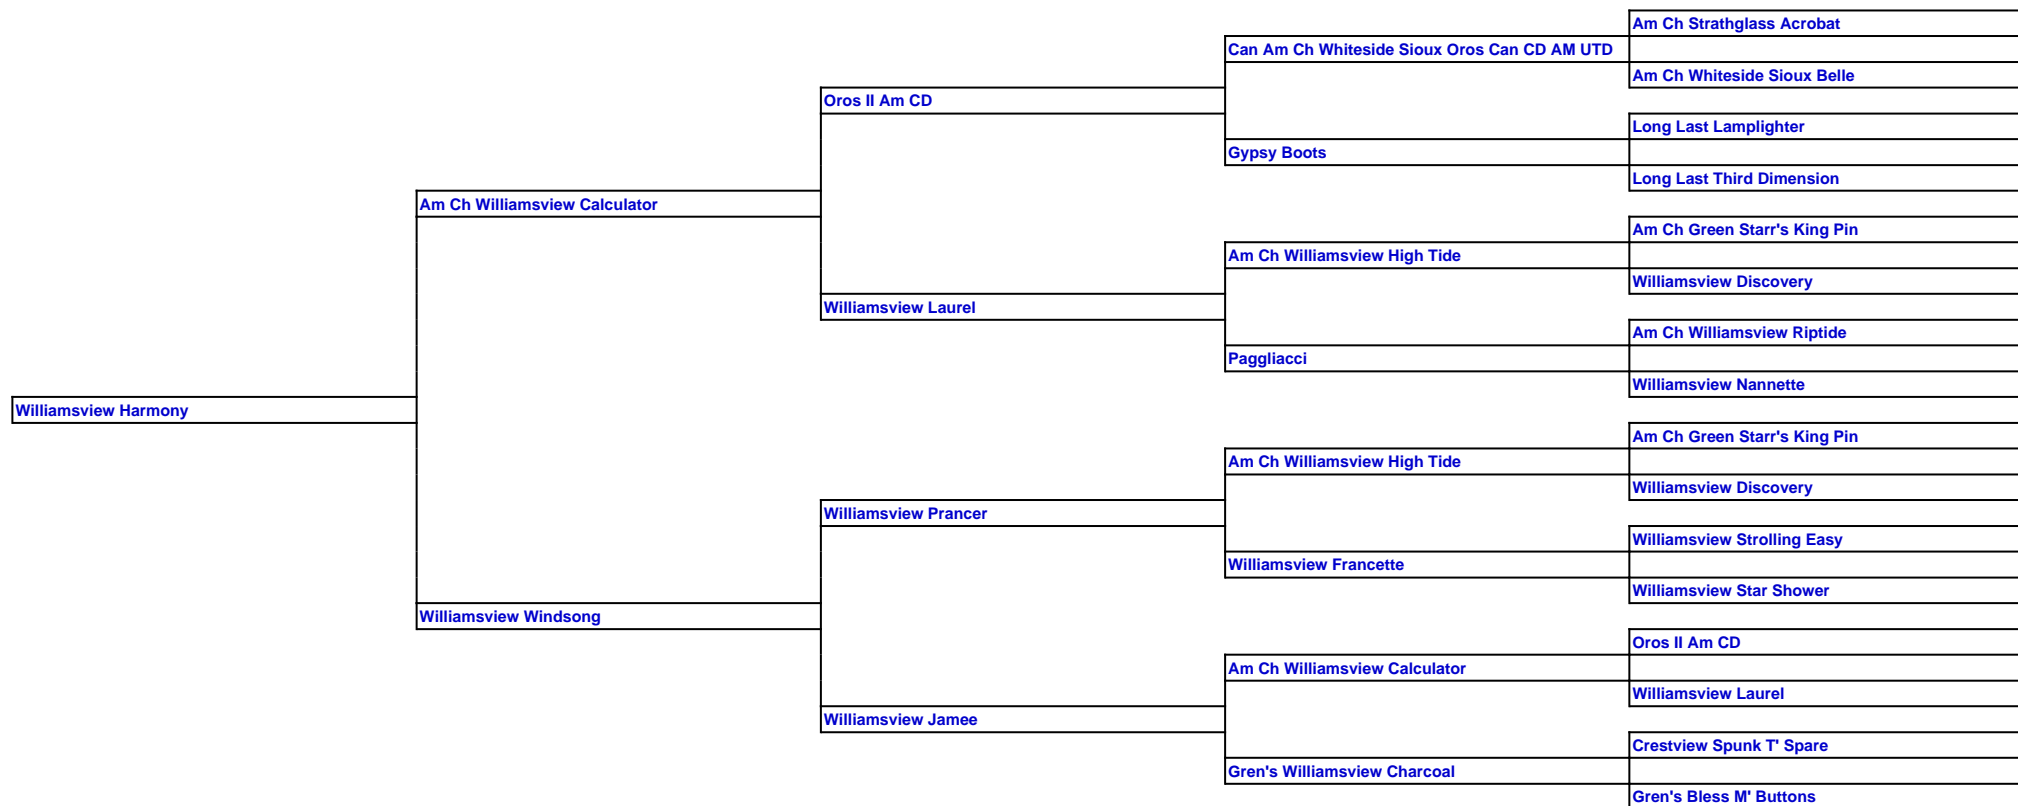 Am Ch Strathglass Acrobat
Can Am Ch Whiteside Sioux Oros Can CD AM UTD
Am Ch Whiteside Sioux Belle
Oros II Am CD
Long Last Lamplighter
Gypsy Boots
Long Last Third Dimension
Am Ch Williamsview Calculator
Am Ch Green Starr's King Pin
Am Ch Williamsview High Tide
Williamsview Discovery
Williamsview Laurel
Am Ch Williamsview Riptide
Paggliacci
Williamsview Nannette
Williamsview Harmony
Am Ch Green Starr's King Pin
Am Ch Williamsview High Tide
Williamsview Discovery
Williamsview Prancer
Williamsview Strolling Easy
Williamsview Francette
Williamsview Star Shower
Williamsview Windsong
Oros II Am CD
Am Ch Williamsview Calculator
Williamsview Laurel
Williamsview Jamee
Crestview Spunk T' Spare
Gren's Williamsview Charcoal
Gren's Bless M' Buttons